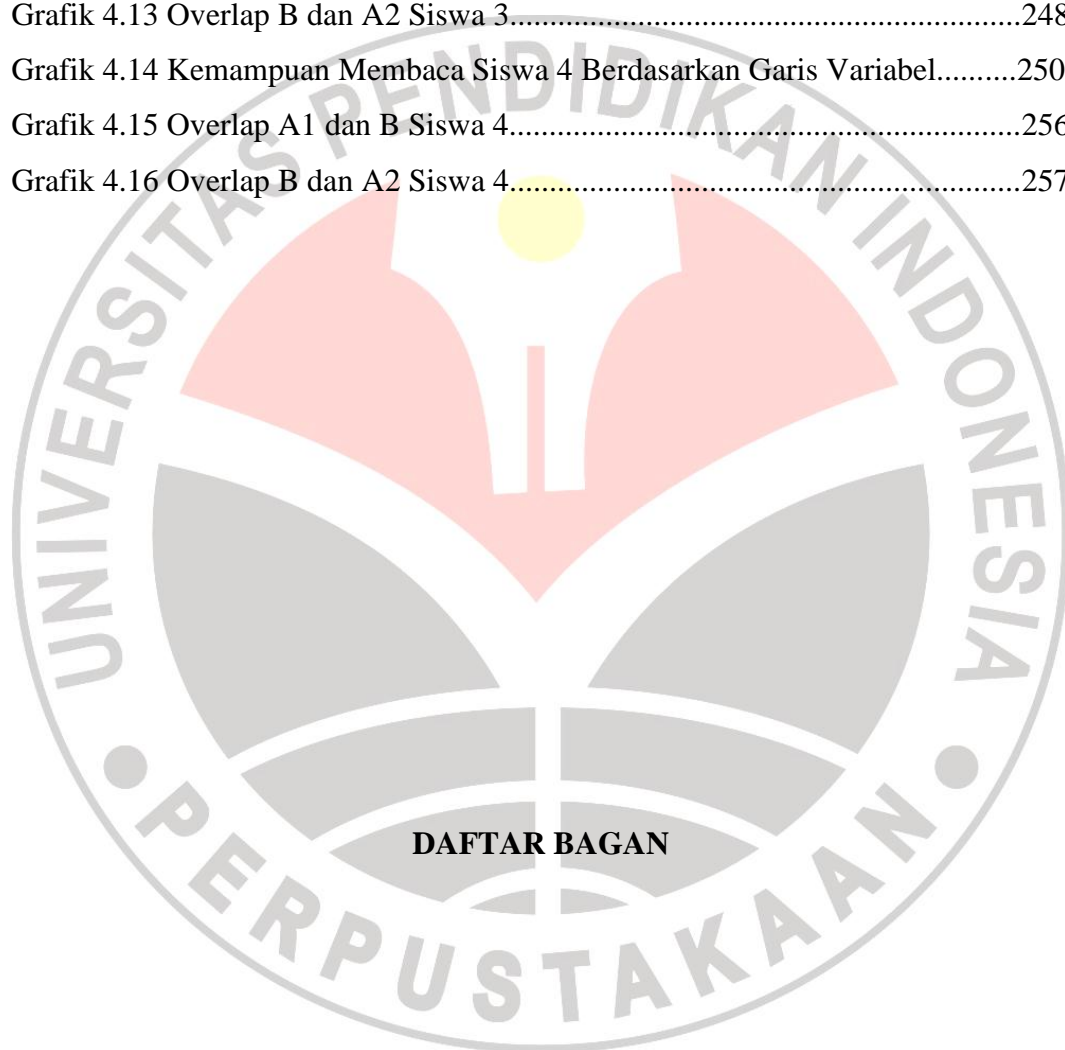 Grafik 4.13 Overlap B dan A2 Siswa 3................................................................248
Grafik 4.14 Kemampuan Membaca Siswa 4 Berdasarkan Garis Variabel..........250
Grafik 4.15 Overlap A1 dan B Siswa 4................................................................256
Grafik 4.16 Overlap B dan A2 Siswa 4................................................................257
UNIVERSITAS PENDIDIKAN INDONESIA
DAFTAR BAGAN
• PERPUSTAKAAN •